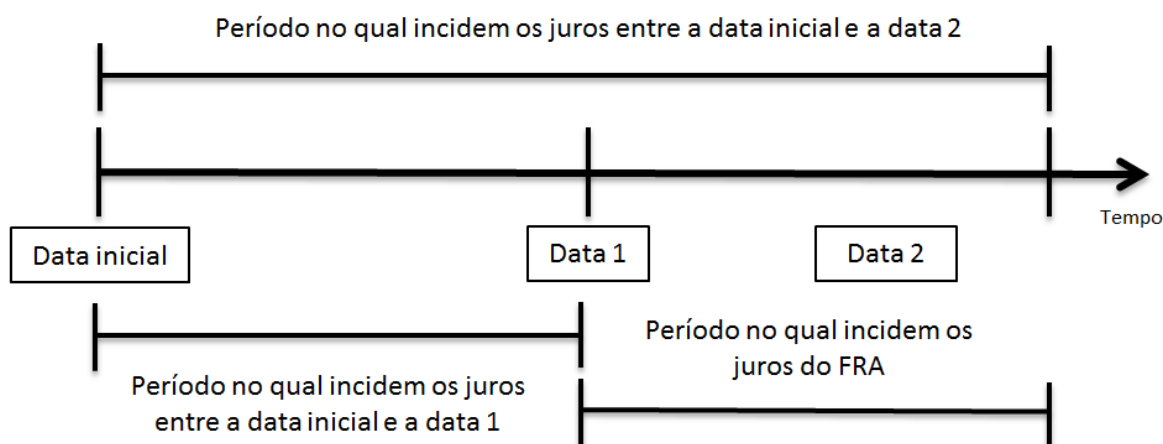 Período no qual incidem os juros entre a data inicial e a data 2
Tempo
Data inicial
Data 1
Data 2
Período no qual incidem os
juros do FRA
Período no qual incidem os juros
entre a data inicial e a data 1